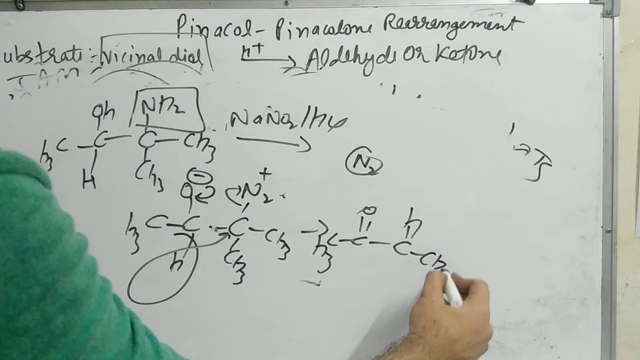 Pinacol-Pinacolone Rearrangement
ubstrate:- Vicinal diol h+ → Aldehyde Or Ketone
OH NH2 NaNO2/HCl
H3C - C - C - CH3 →
H CH3
N2
O⊖ N2+ O H
H3C - C - C - CH3 → H3C - C - C - CH3
H CH3